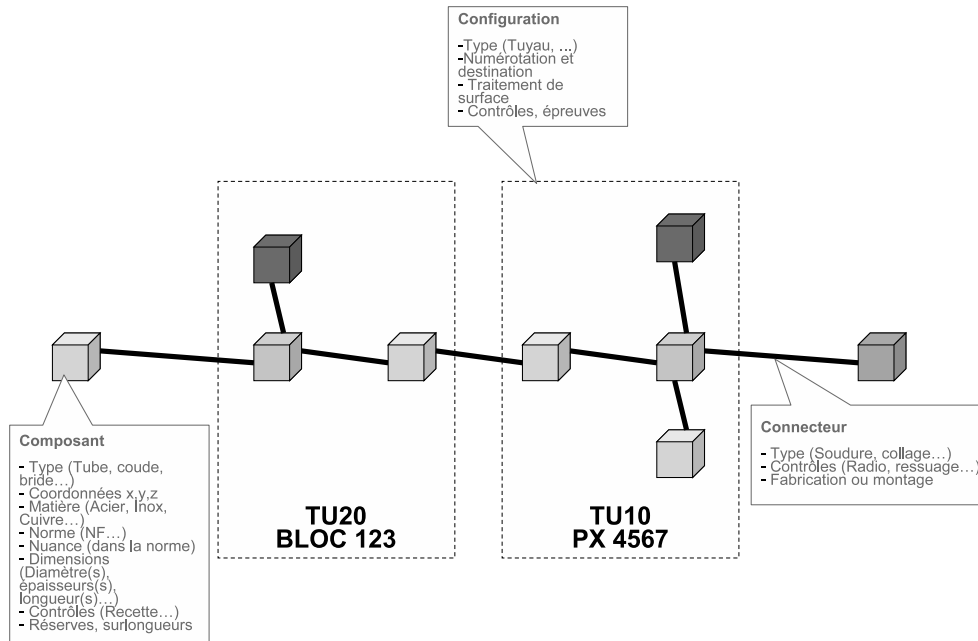 Configuration
-Type (Tuyau, ...)
-Numérotation et
destination
- Traitement de
surface
- Contrôles, épreuves
Composant
- Type (Tube, coude,
bride…)
- Coordonnées x,y,z
- Matière (Acier, Inox,
Cuivre…)
- Norme (NF…)
- Nuance (dans la norme)
- Dimensions
(Diamètre(s),
épaisseurs(s),
longueur(s)…)
- Contrôles (Recette…)
- Réserves, surlongueurs
TU20
BLOC 123
TU10
PX 4567
Connecteur
- Type (Soudure, collage…)
- Contrôles (Radio, ressuage…)
- Fabrication ou montage